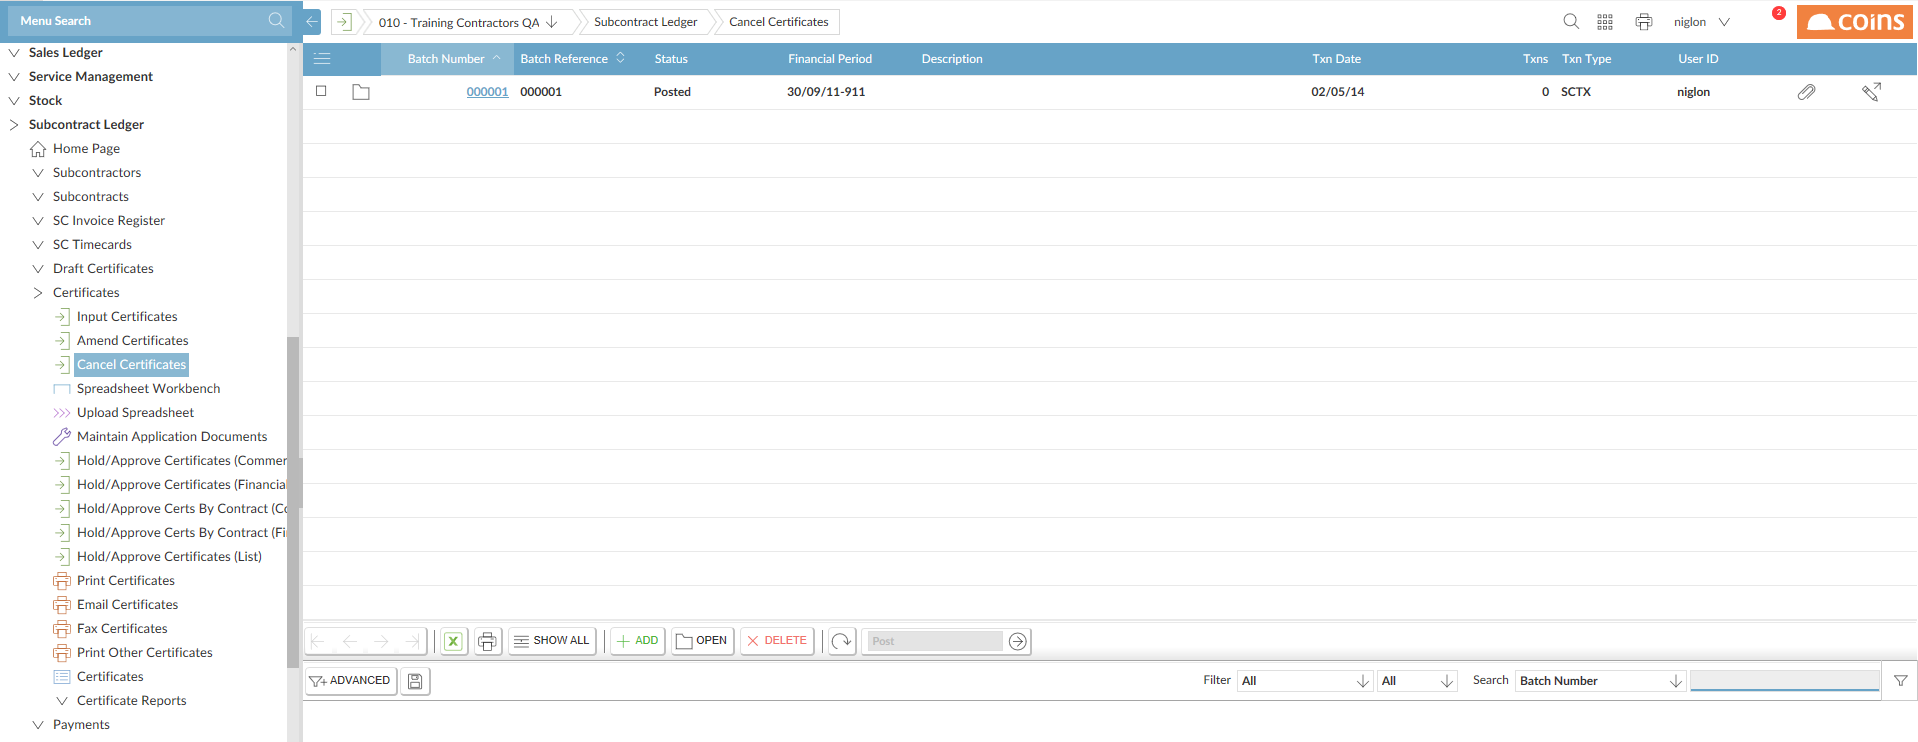 Menu Search
Sales Ledger
Service Management
Stock
Subcontract Ledger
Home Page
Subcontractors
Subcontracts
SC Invoice Register
SC Timecards
Draft Certificates
Certificates
Input Certificates
Amend Certificates
Cancel Certificates
Spreadsheet Workbench
Upload Spreadsheet
Maintain Application Documents
Hold/Approve Certificates (Commer
Hold/Approve Certificates (Financial
Hold/Approve Certs By Contract (Co
Hold/Approve Certs By Contract (Fi
Hold/Approve Certificates (List)
Print Certificates
Email Certificates
Fax Certificates
Print Other Certificates
Certificates
Certificate Reports
Payments
010 - Training Contractors QA Subcontract Ledger Cancel Certificates niglon 2 coins
Batch Number Batch Reference Status Financial Period Description Txn Date Txns Txn Type User ID
000001 000001 Posted 30/09/11-911 02/05/14 0 SCTX niglon
SHOW ALL ADD OPEN DELETE Post
ADVANCED Filter All All Search Batch Number